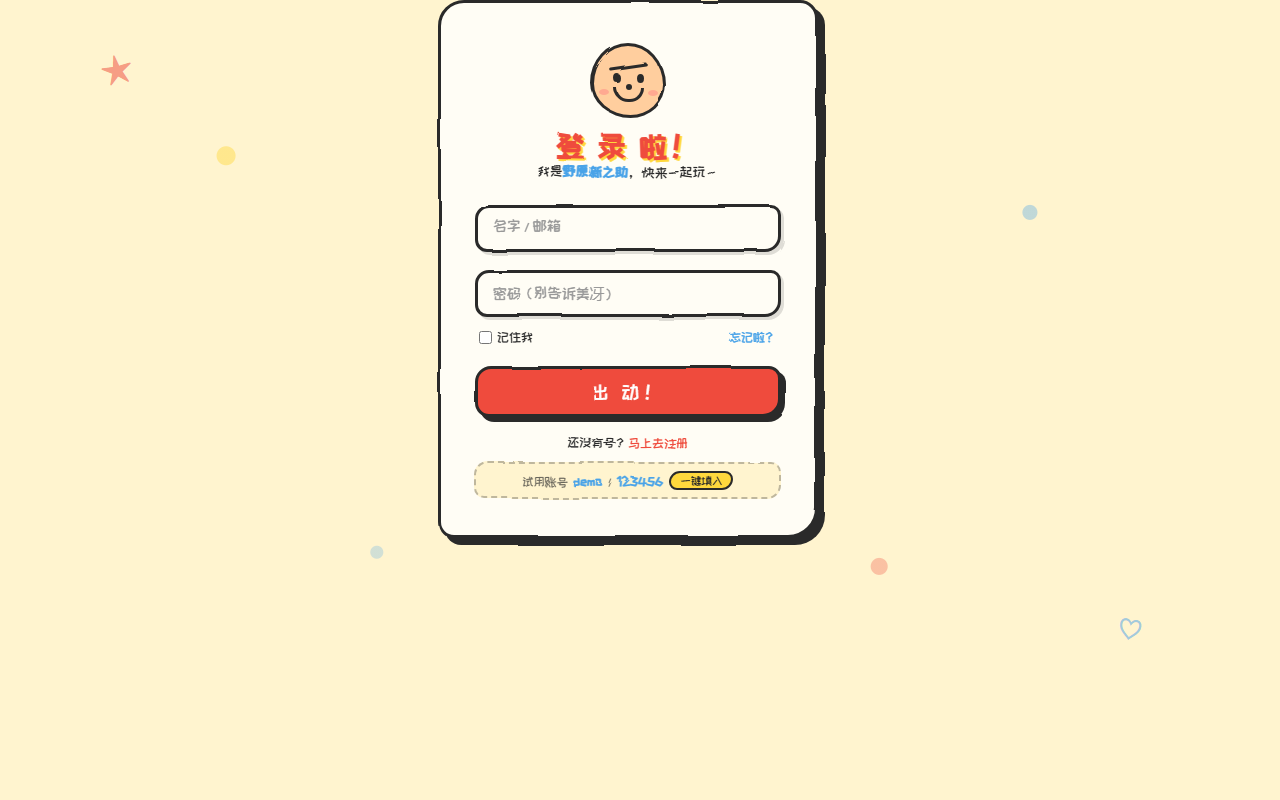 登 录 啦！
我是野原新之助，快来一起玩～
名字 / 邮箱
密码（别告诉美冴）
记住我 忘记啦？
出 动！
还没有号？马上去注册
试用账号 demo / 123456 一键填入